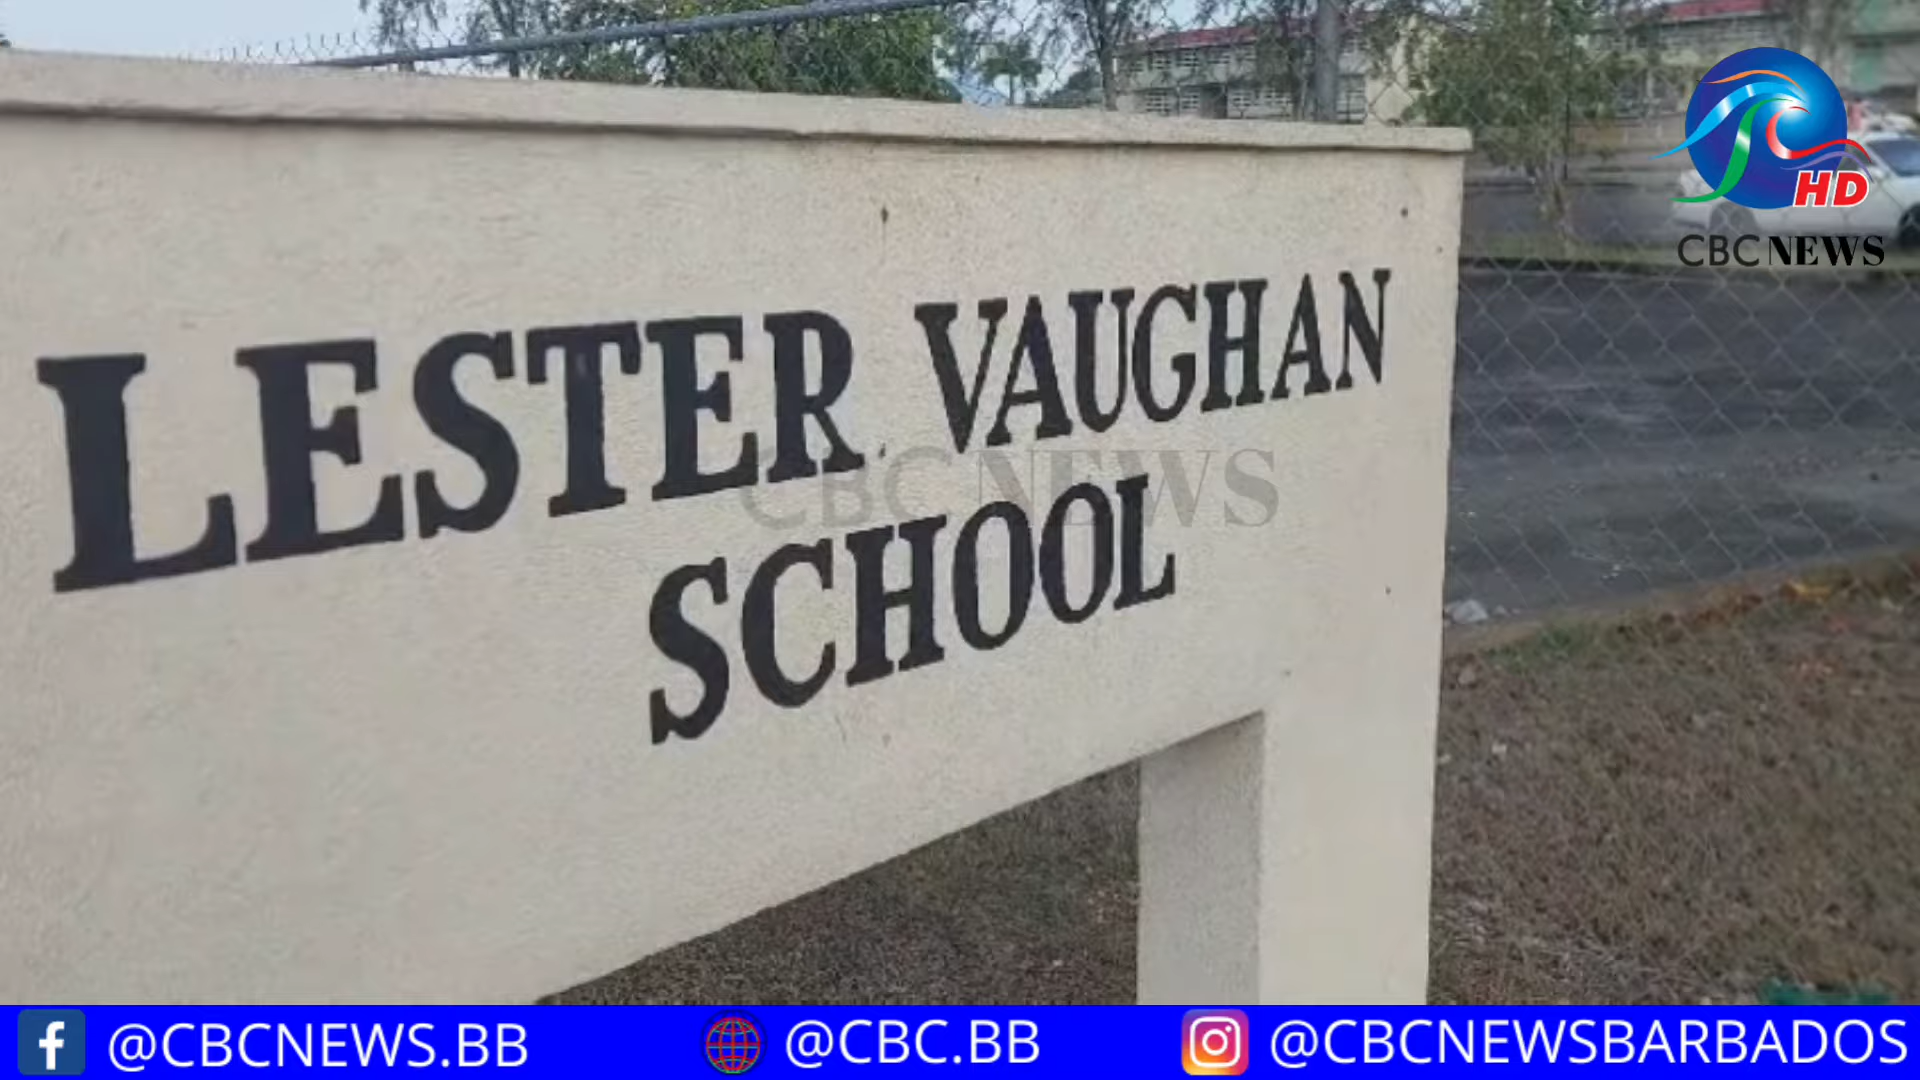 HD
CBC NEWS
LESTER VAUGHAN
CBC NEWS
SCHOOL
@CBCNEWS.BB
@CBC.BB
@CBCNEWSBARBADOS